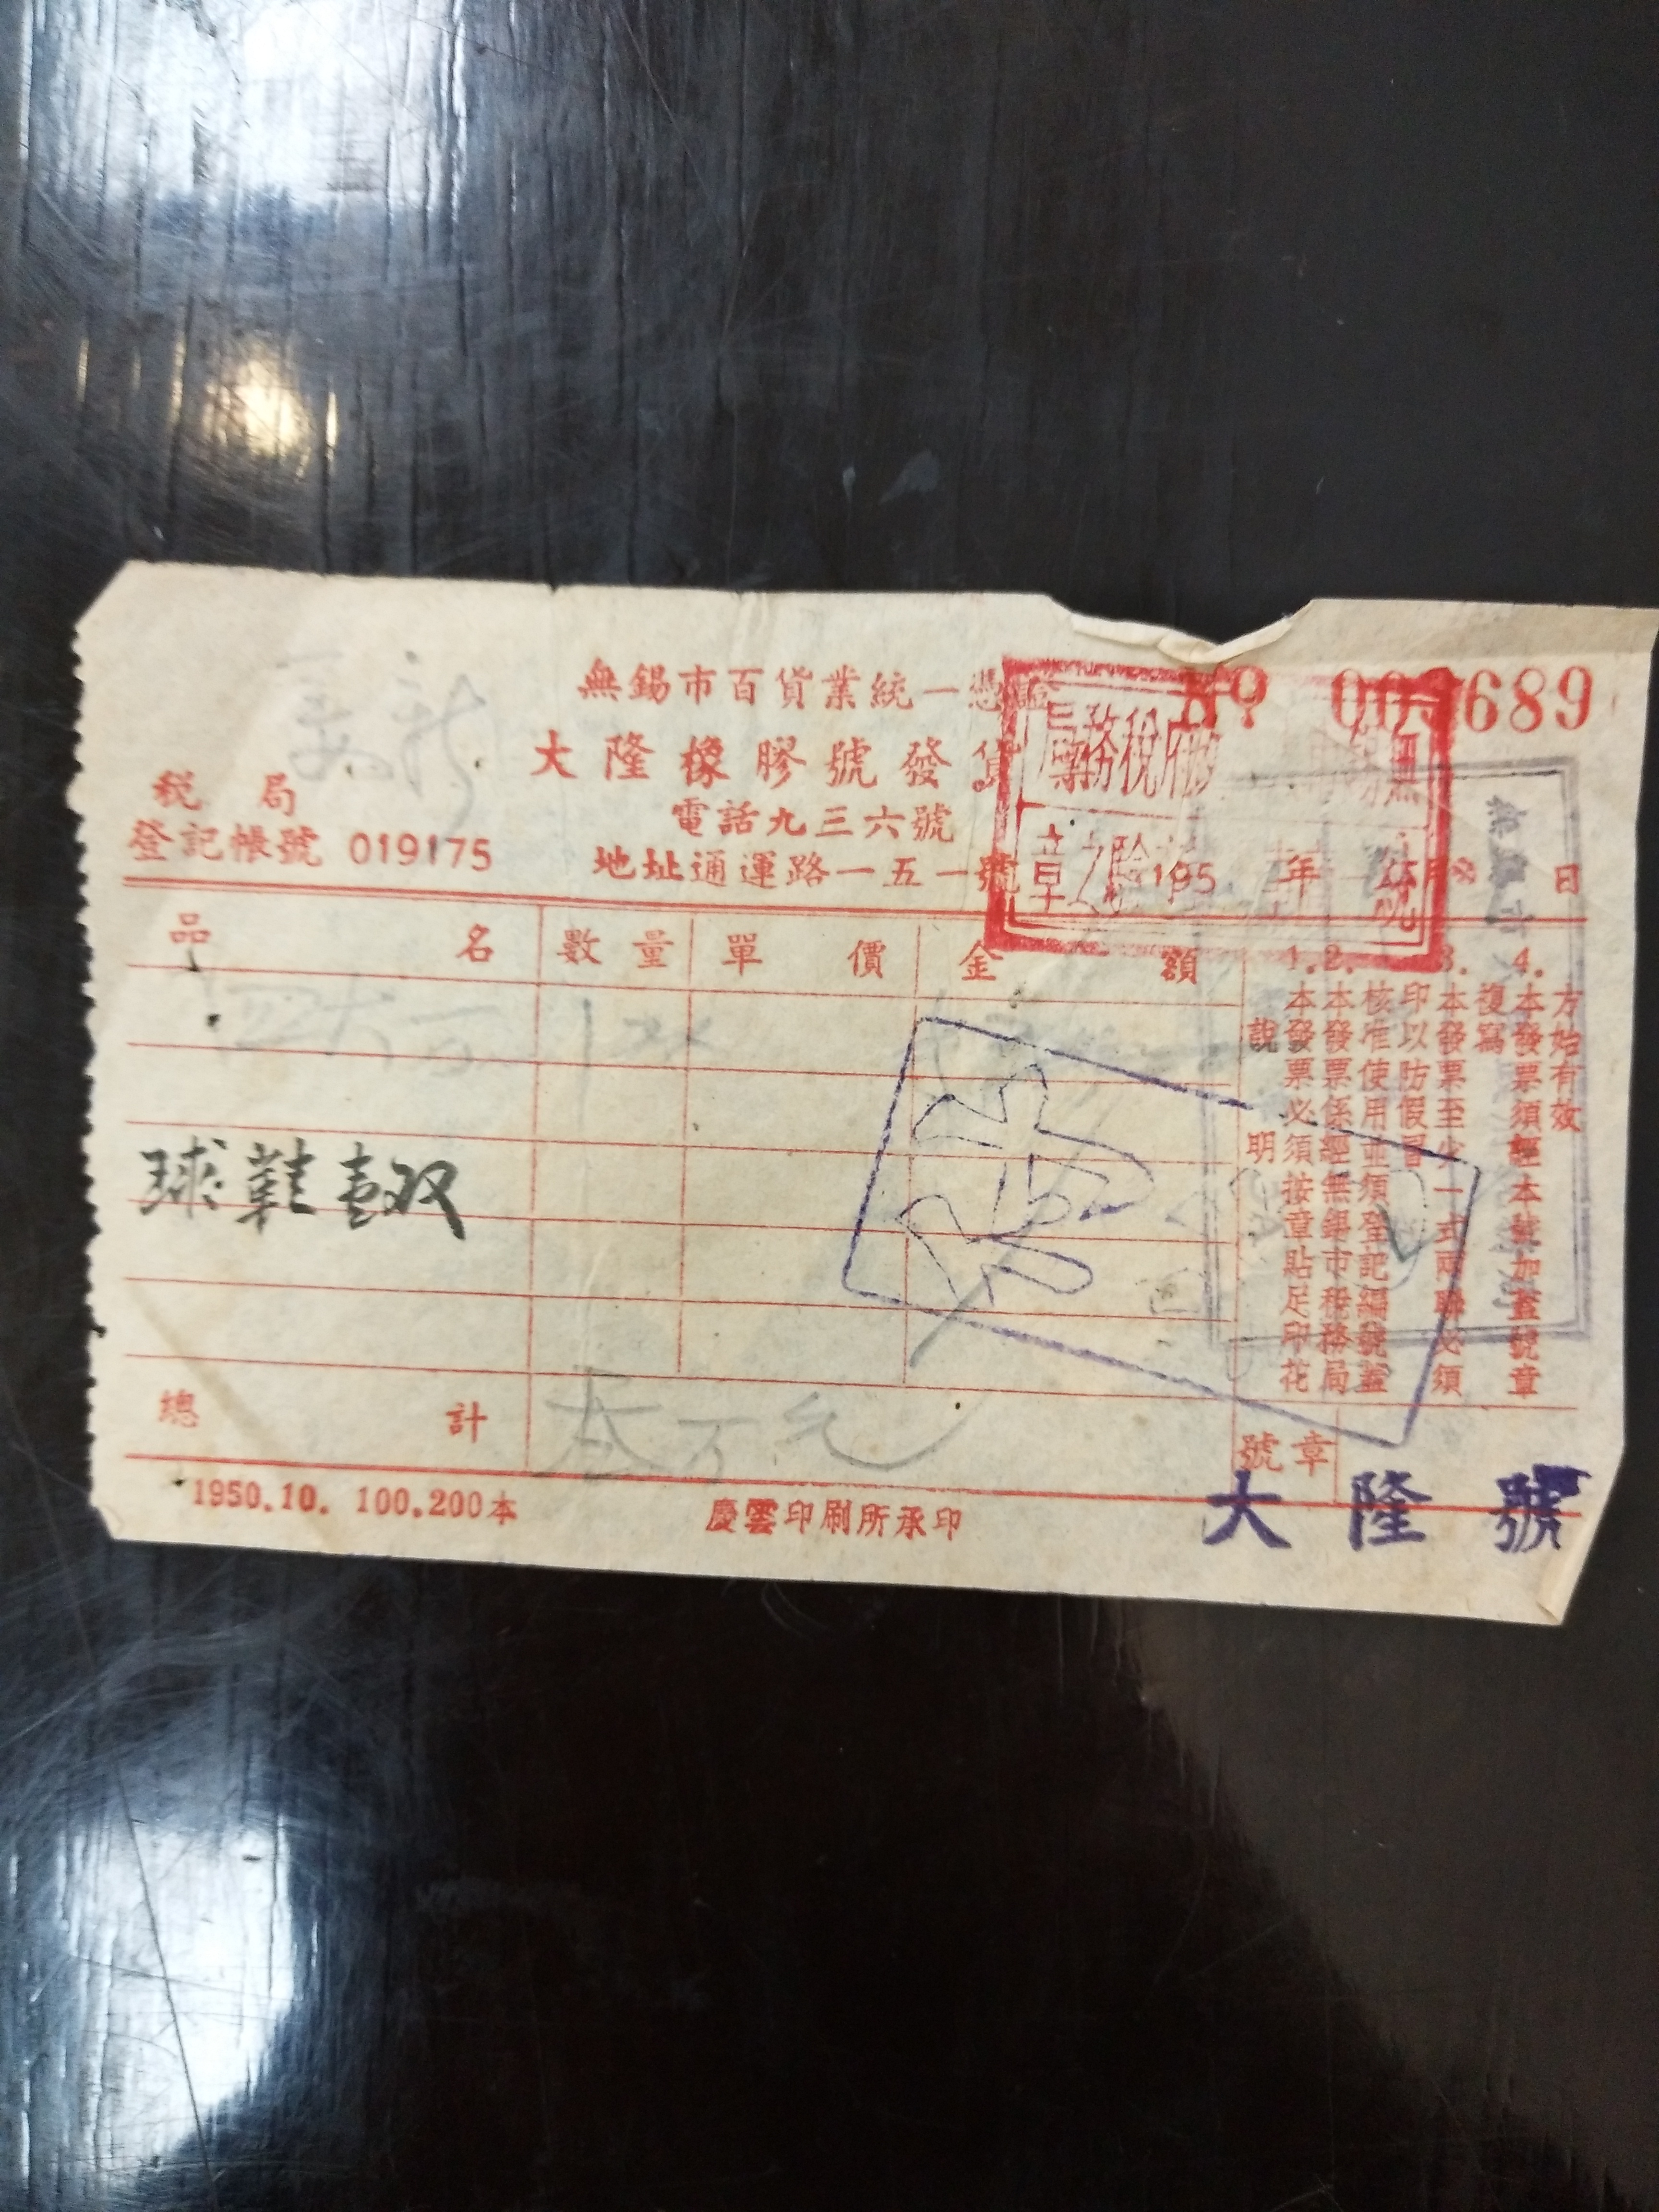 無錫市百貨業統一憑證
大隆橡膠號發貨
電話九三六號
地址通運路一五一號
稅局
登記帳號 019175
№ 003689
195 年 月 日
品名 數量 單價 金額
球鞋壹双
總計
號章
大隆號
說明
1. 本發票必須按章貼足印花
2. 本發票係經無錫市稅務局
核准使用並須登記編號蓋
印以防假冒
3. 本發票至少一式兩聯必須
複寫
4. 本發票須經本號加蓋號章
方始有效
1950.10. 100.200本
慶雲印刷所承印